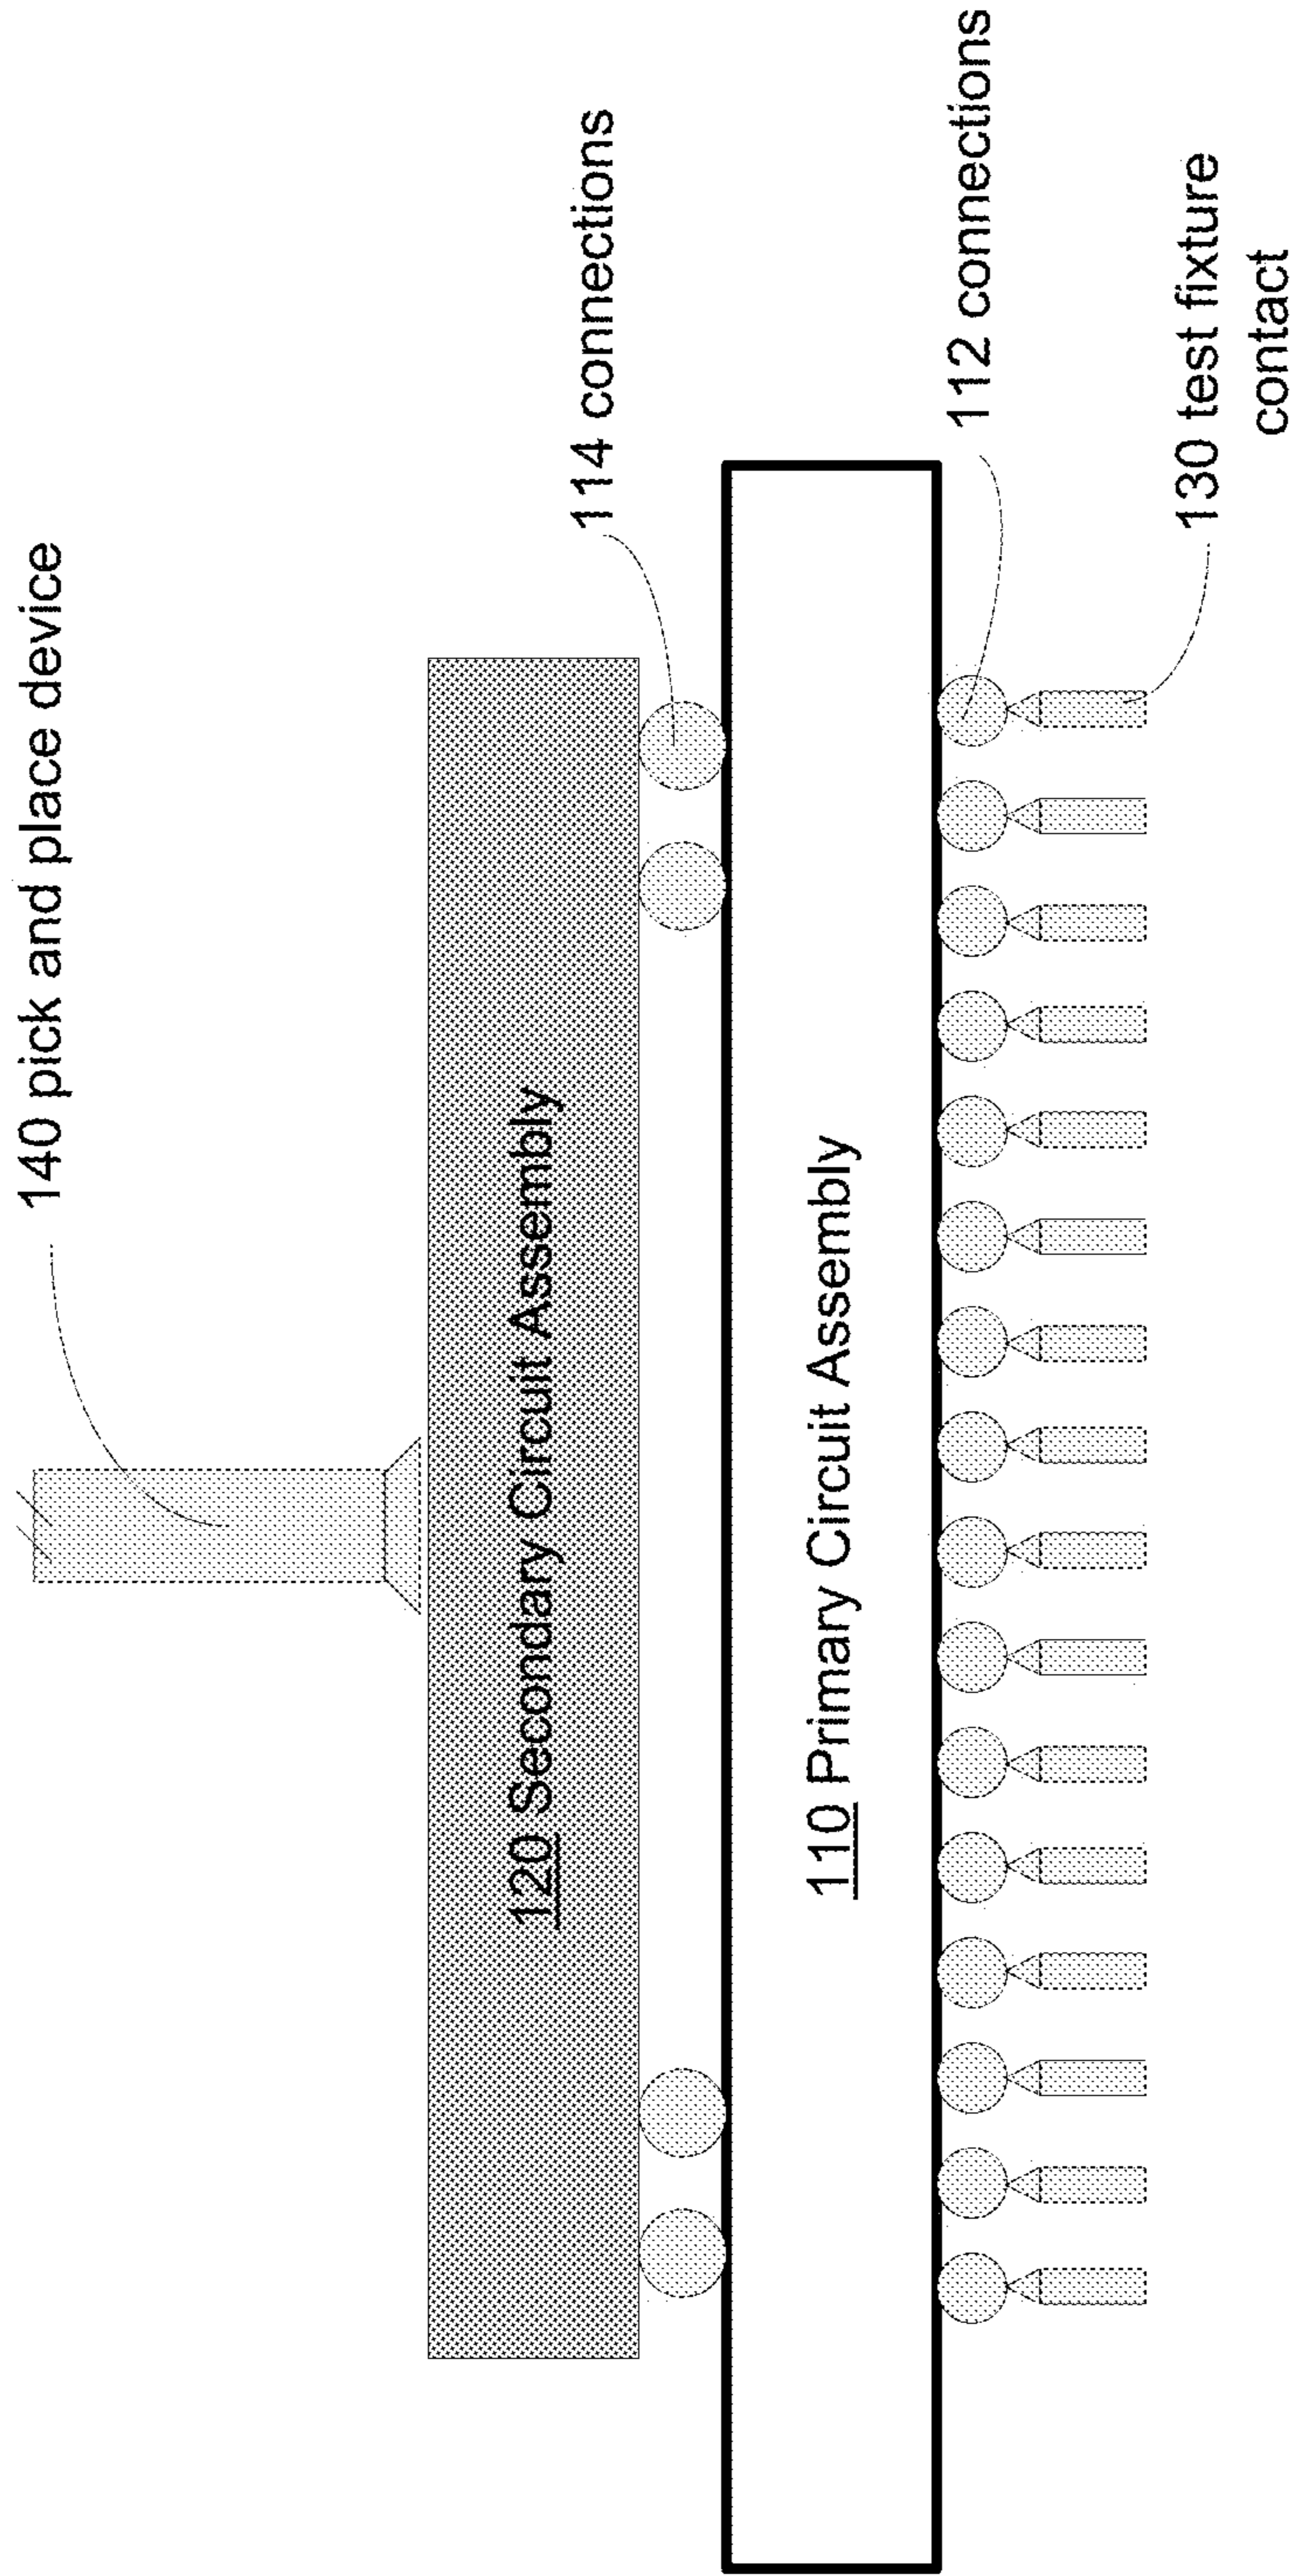 140 pick and place device
120 Secondary Circuit Assembly
114 connections
110 Primary Circuit Assembly
112 connections
130 test fixture
contact